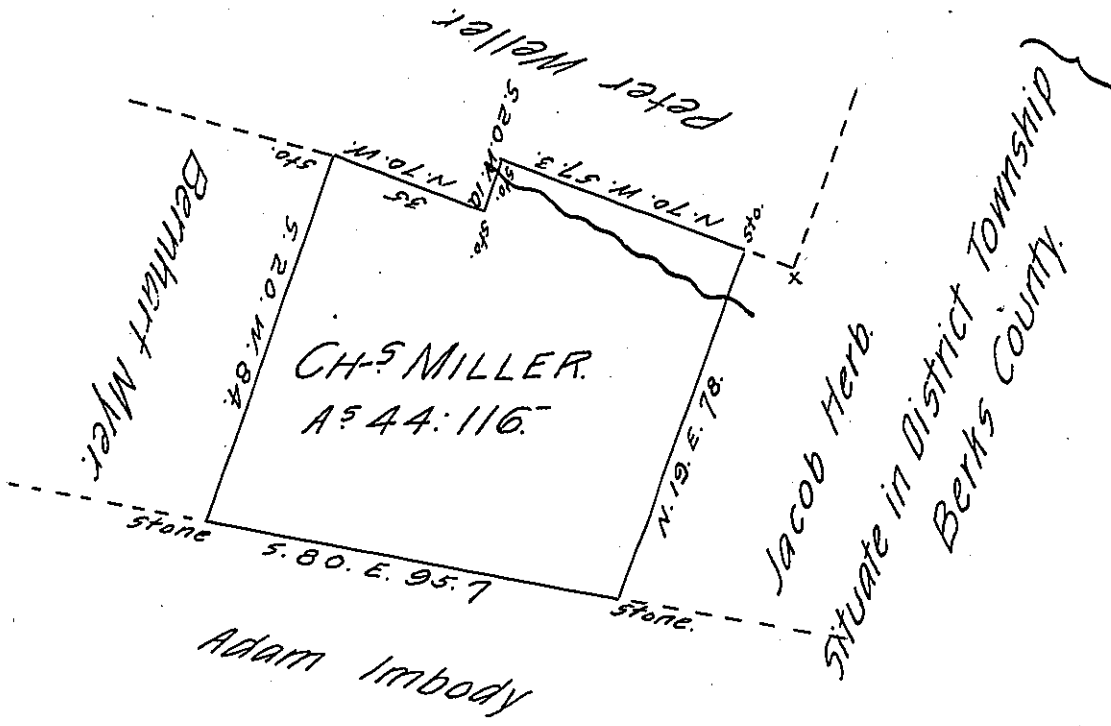 Peter Weller.
S. 20. W. 10.
N. 70. W. 57.3.
sto.
sto.
sto.
N. 70. W.
35
sto.
Bernhart Myer.
S. 20. W. 84.
CH-S MILLER.
AS 44: 116.-
N. 19. E. 78.
x
Jacob Herb.
Situate in District Township
Berks County.
stone
S. 80. E. 95.7
stone.
Adam Imbody